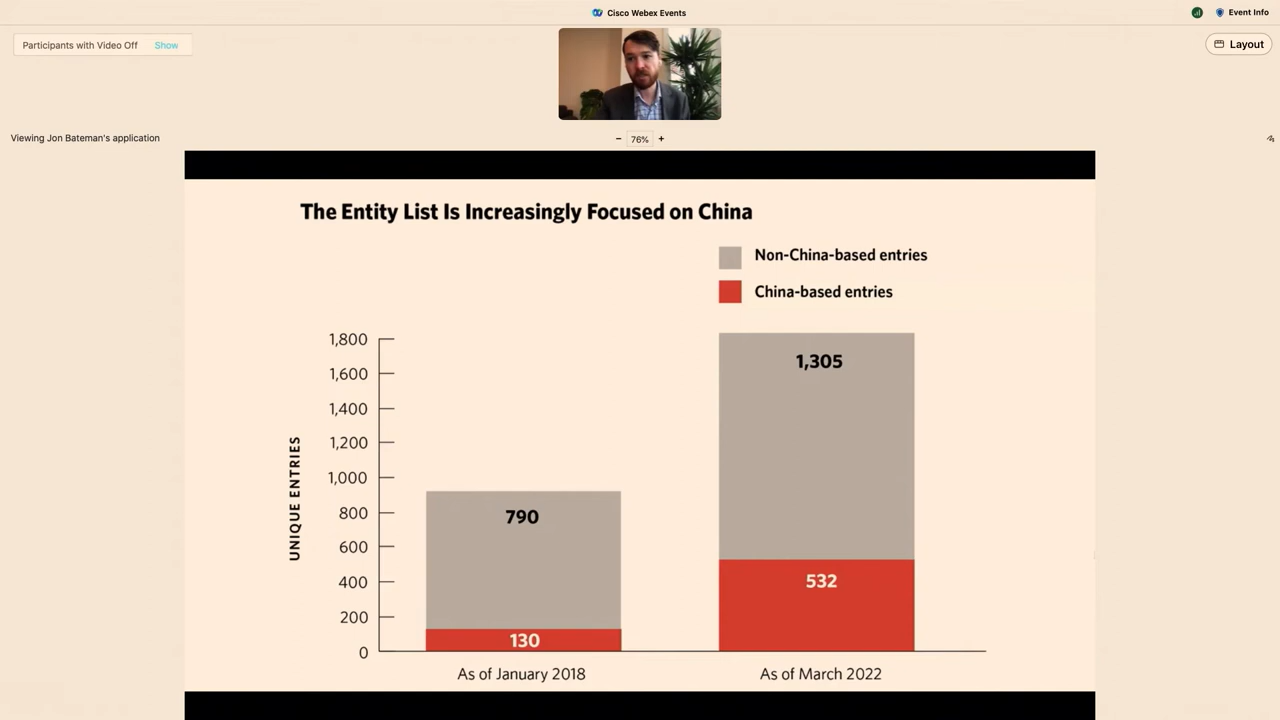 Cisco Webex Events
Event Info
Participants with Video Off Show
Layout
Viewing Jon Bateman's application
− 76% +
The Entity List Is Increasingly Focused on China
Non-China-based entries
China-based entries
UNIQUE ENTRIES
1,800
1,600
1,400
1,200
1,000
800
600
400
200
0
790
130
1,305
532
As of January 2018
As of March 2022